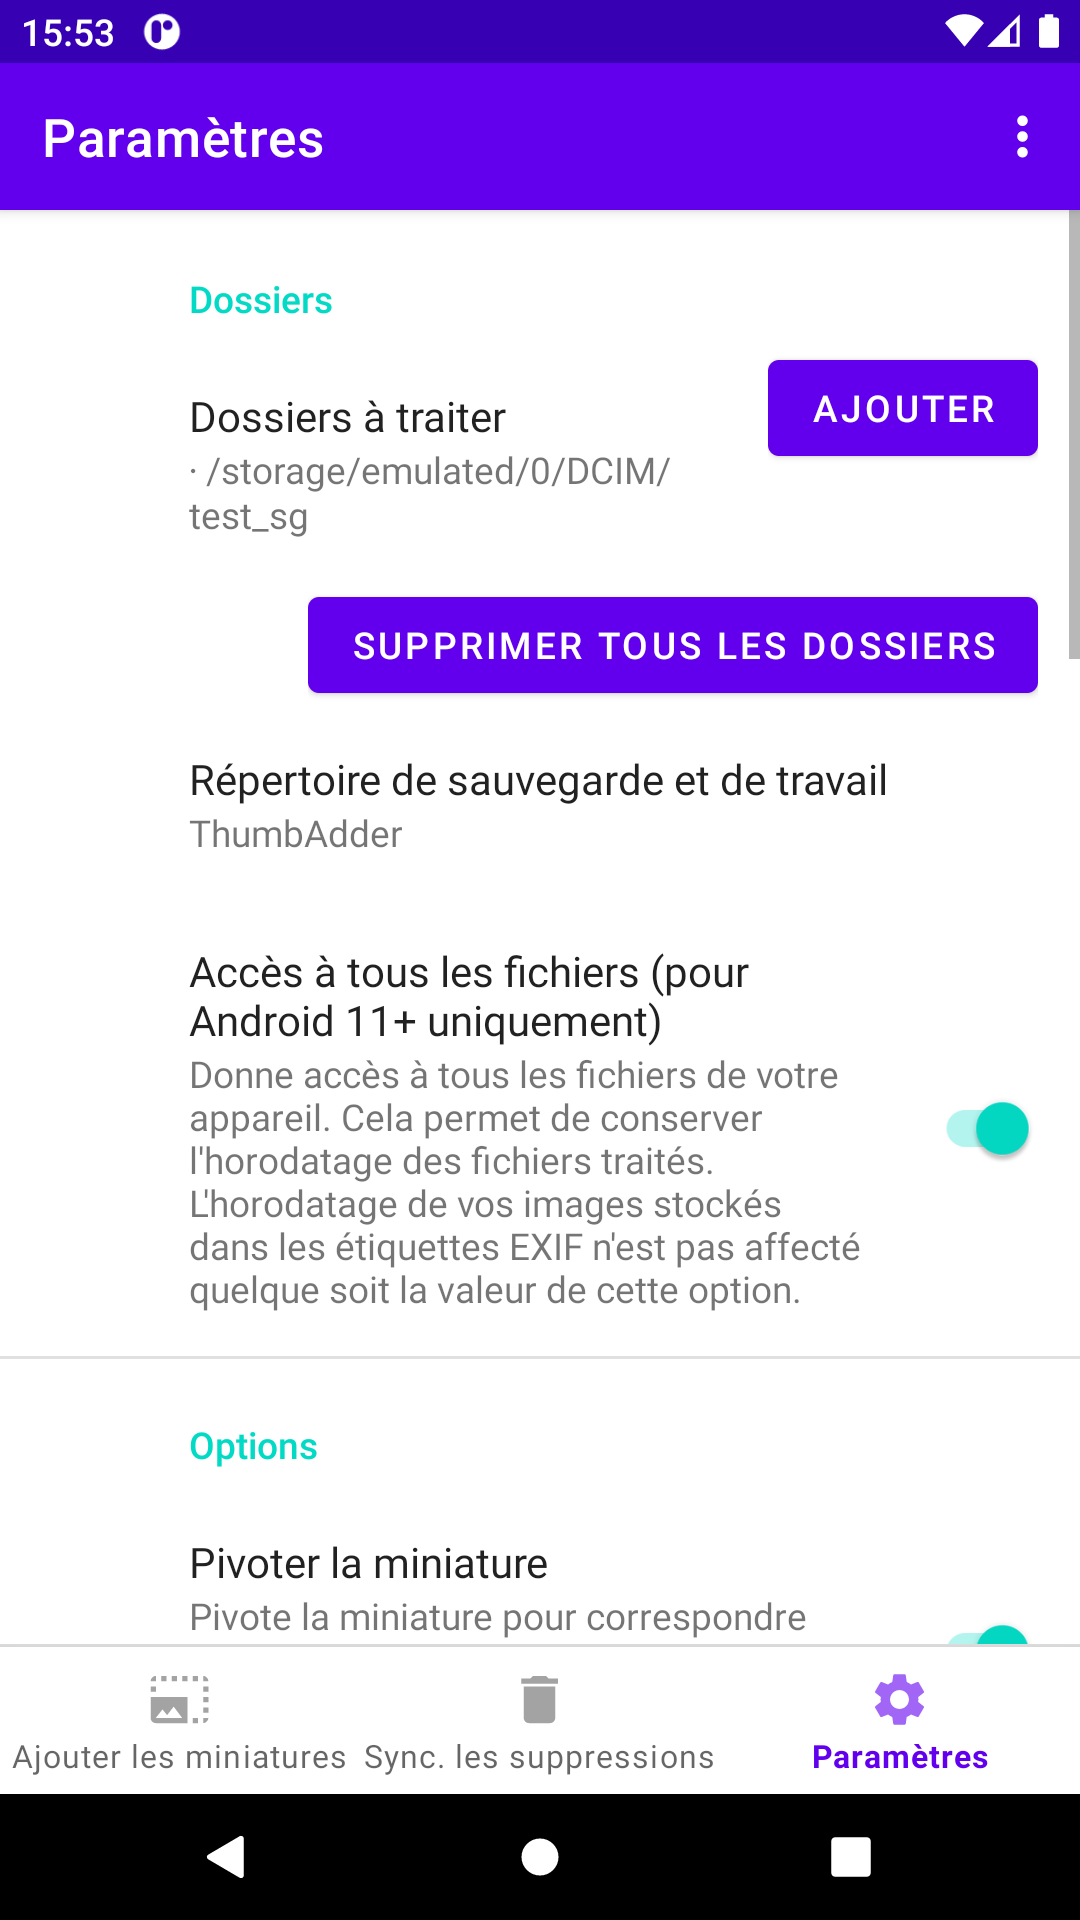 15:53
Paramètres
Dossiers
Dossiers à traiter
AJOUTER
· /storage/emulated/0/DCIM/
test_sg
SUPPRIMER TOUS LES DOSSIERS
Répertoire de sauvegarde et de travail
ThumbAdder
Accès à tous les fichiers (pour
Android 11+ uniquement)
Donne accès à tous les fichiers de votre
appareil. Cela permet de conserver
l'horodatage des fichiers traités.
L'horodatage de vos images stockés
dans les étiquettes EXIF n'est pas affecté
quelque soit la valeur de cette option.
Options
Pivoter la miniature
Pivote la miniature pour correspondre
Ajouter les miniatures
Sync. les suppressions
Paramètres